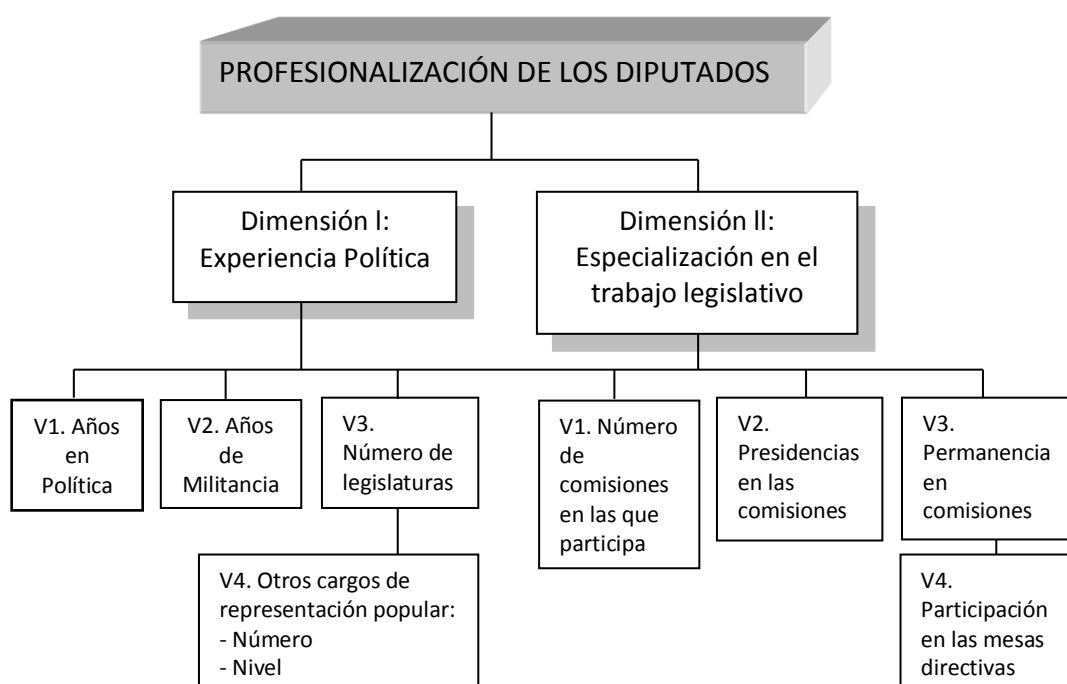 PROFESIONALIZACIÓN DE LOS DIPUTADOS
Dimensión l:
Experiencia Política
Dimensión ll:
Especialización en el
trabajo legislativo
V1. Años
en
Política
V2. Años
de
Militancia
V3.
Número de
legislaturas
V1. Número
de
comisiones
en las que
participa
V2.
Presidencias
en las
comisiones
V3.
Permanencia
en
comisiones
V4. Otros cargos de
representación popular:
- Número
- Nivel
V4.
Participación
en las mesas
directivas